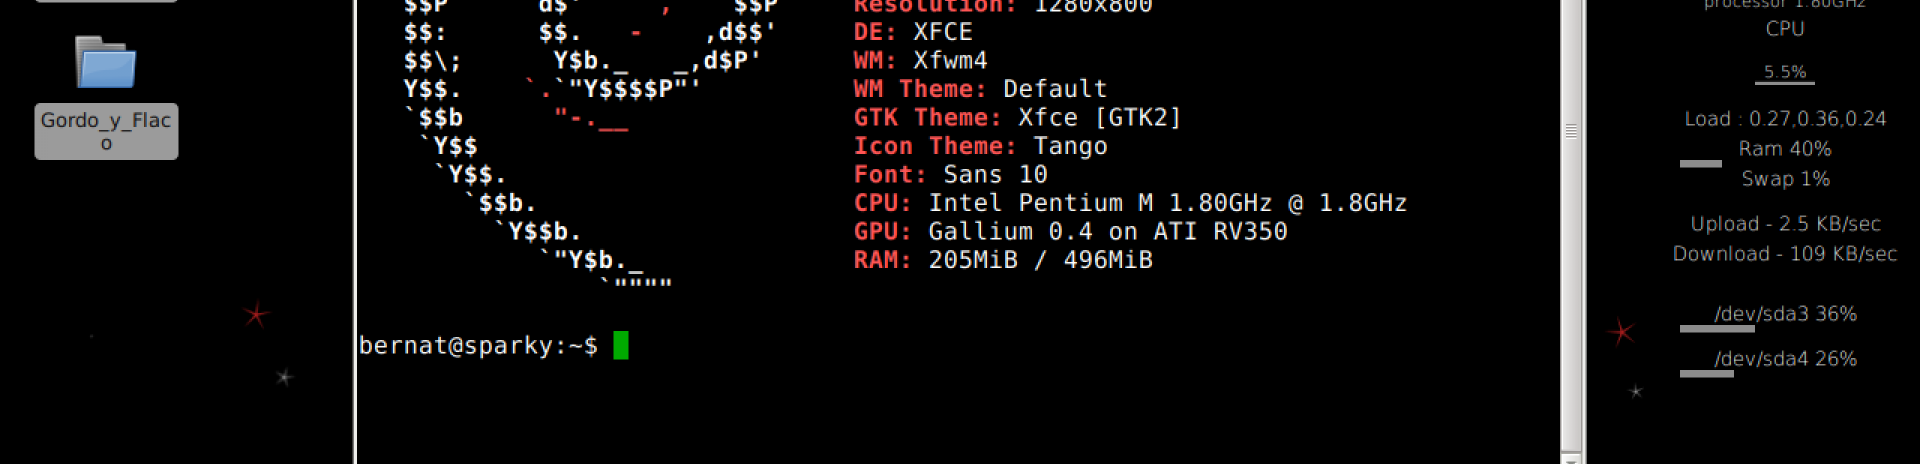 Gordo_y_Flac
o
$$P      d$'     ,    $$P
$$:      $$.   -    ,d$$'
$$\;      Y$b._   _,d$P'
Y$$.    `.`"Y$$$$P"'
`$$b      "-.__
`Y$$
`Y$$.
`$$b.
`Y$$b.
`"Y$b._
`""""
Resolution: 1280x800
DE: XFCE
WM: Xfwm4
WM Theme: Default
GTK Theme: Xfce [GTK2]
Icon Theme: Tango
Font: Sans 10
CPU: Intel Pentium M 1.80GHz @ 1.8GHz
GPU: Gallium 0.4 on ATI RV350
RAM: 205MiB / 496MiB
bernat@sparky:~$
processor 1.80GHz
CPU
5.5%
Load : 0.27,0.36,0.24
Ram 40%
Swap 1%
Upload - 2.5 KB/sec
Download - 109 KB/sec
/dev/sda3 36%
/dev/sda4 26%